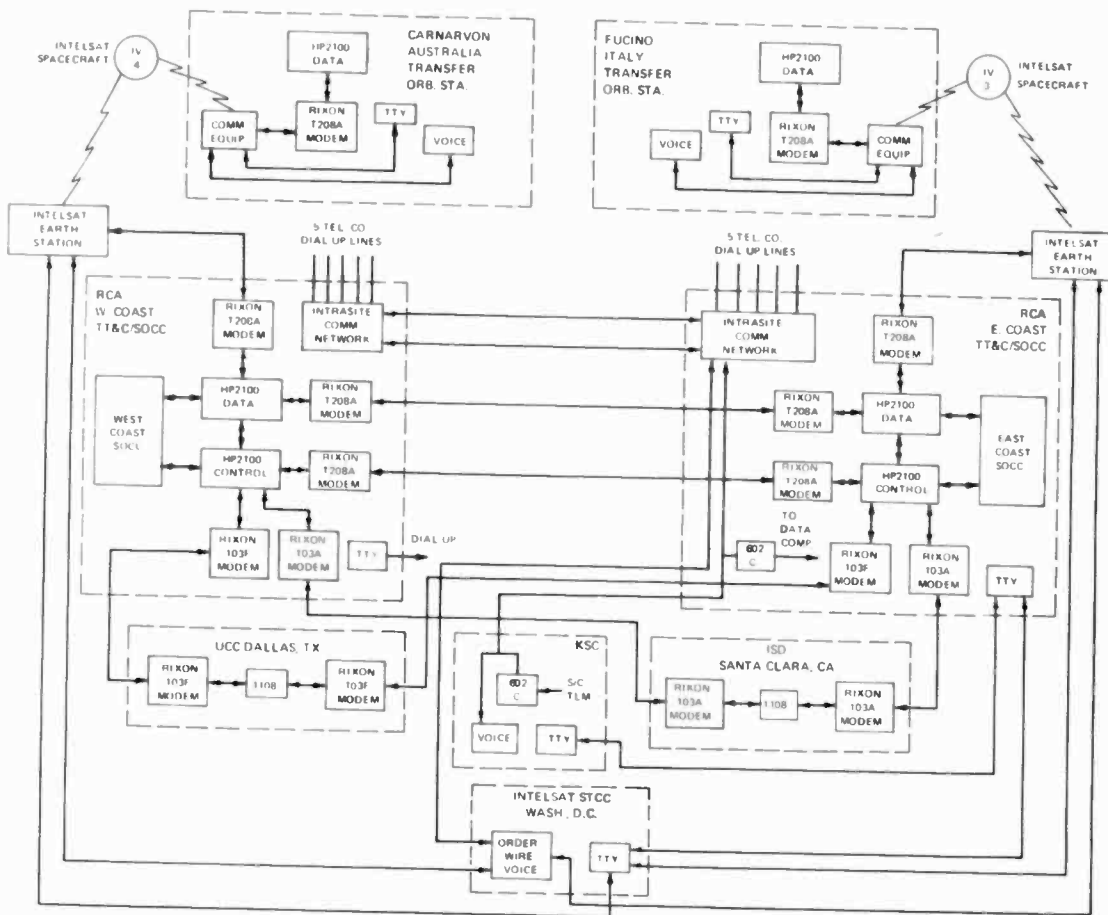 INTELSAT
SPACECRAFT
IV
4
HP2100
DATA
CARNARVON
AUSTRALIA
TRANSFER
ORB. STA.
COMM
EQUIP
RIXON
T208A
MODEM
TTY
VOICE
FUCINO
ITALY
TRANSFER
ORB. STA.
HP2100
DATA
TTY
VOICE
RIXON
T208A
MODEM
COMM
EQUIP
IV
3
INTELSAT
SPACECRAFT
INTELSAT
EARTH
STATION
5 TEL. CO.
DIAL UP LINES
5 TEL. CO.
DIAL UP LINES
INTELSAT
EARTH
STATION
RCA
W. COAST
TT&C/SOCC
RIXON
T208A
MODEM
INTRASITE
COMM
NETWORK
INTRASITE
COMM
NETWORK
RIXON
T208A
MODEM
RCA
E. COAST
TT&C/SOCC
WEST
COAST
SOCC
HP2100
DATA
RIXON
T208A
MODEM
RIXON
T208A
MODEM
HP2100
DATA
EAST
COAST
SOCC
HP2100
CONTROL
RIXON
T208A
MODEM
RIXON
T208A
MODEM
HP2100
CONTROL
RIXON
103F
MODEM
RIXON
103A
MODEM
TTY
DIAL UP
TO
DATA
COMP
602
C
RIXON
103F
MODEM
RIXON
103A
MODEM
TTY
UCC DALLAS, TX
RIXON
103F
MODEM
1108
RIXON
103F
MODEM
KSC
602
C
S/C
TLM
VOICE
TTY
ISD
SANTA CLARA, CA
RIXON
103A
MODEM
1108
RIXON
103A
MODEM
INTELSAT STCC
WASH, D.C.
ORDER
WIRE
VOICE
TTY